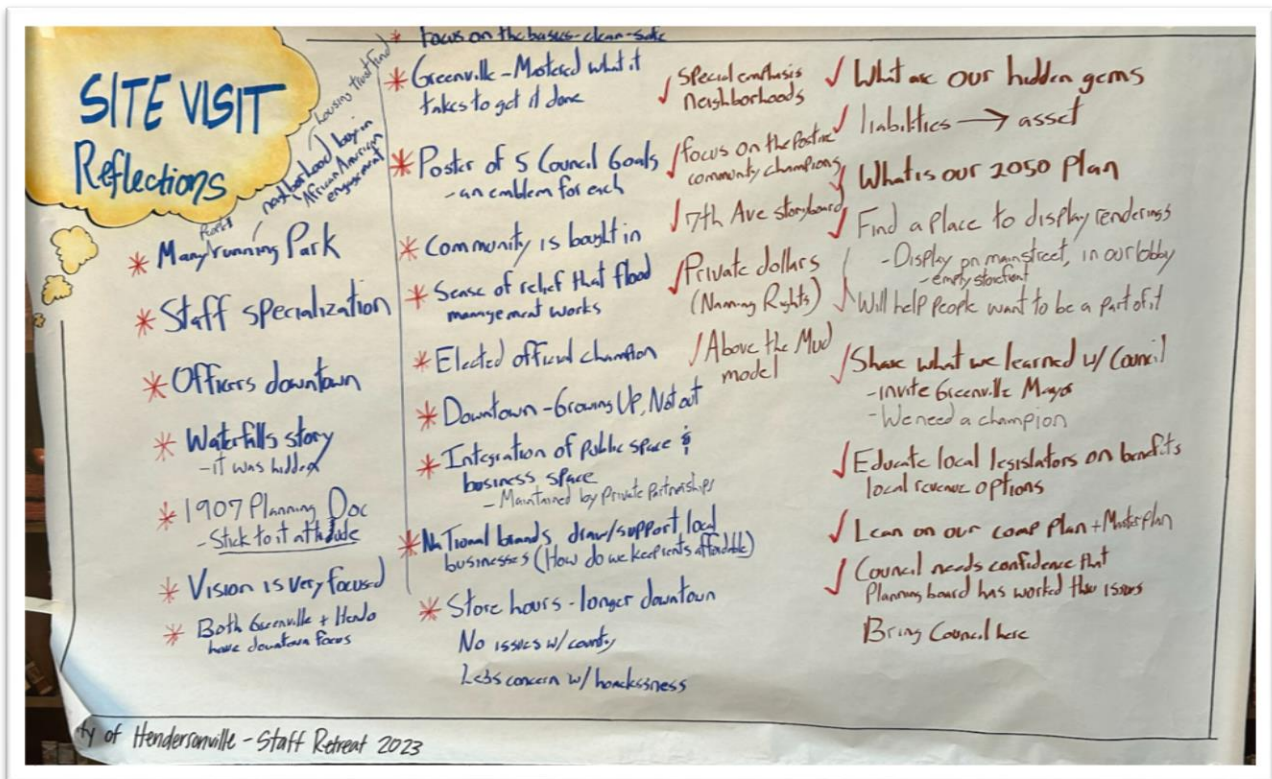 SITE VISIT
Reflections
Housing trust fund
neighborhood buy in
African American
engagement
* Many running Park
* Staff specialization
* Officers downtown
* Waterfalls story
- it was hidden
* 1907 Planning Doc
- Stick to it attitude
* Vision is very focused
* Both Greenville + Hendo
have downtown focus
* Focus on the basics - clean - safe
* Greenville - Mastered what it
takes to get it done
* Poster of 5 Council Goals
- an emblem for each
* Community is bought in
* Sense of relief that flood
management works
* Elected official champion
* Downtown - Growing Up, Not out
* Integration of public space &
business space
- Maintained by Private Partnerships
* National brands draw/support local
businesses (How do we keep rents affordable)
* Store hours - longer downtown
No issues w/ county
Less concern w/ homelessness
✓ Special emphasis
neighborhoods
✓ focus on the Positive
community champions
✓ 7th Ave storyboard
✓ Private dollars
(Naming Rights)
✓ Above the Mud
model
✓ What are our hidden gems
✓ liabilities → asset
✓ What is our 2050 Plan
✓ Find a place to display renderings
- Display on mainstreet, in our lobby
- empty storefront
✓ Will help people want to be a part of it
✓ Share what we learned w/ Council
- invite Greenville Mayor
- We need a champion
✓ Educate local legislators on benefits
local revenue options
✓ Lean on our comp plan + Masterplan
✓ Council needs confidence that
Planning board has worked thru issues
Bring Council here
ty of Hendersonville - Staff Retreat 2023